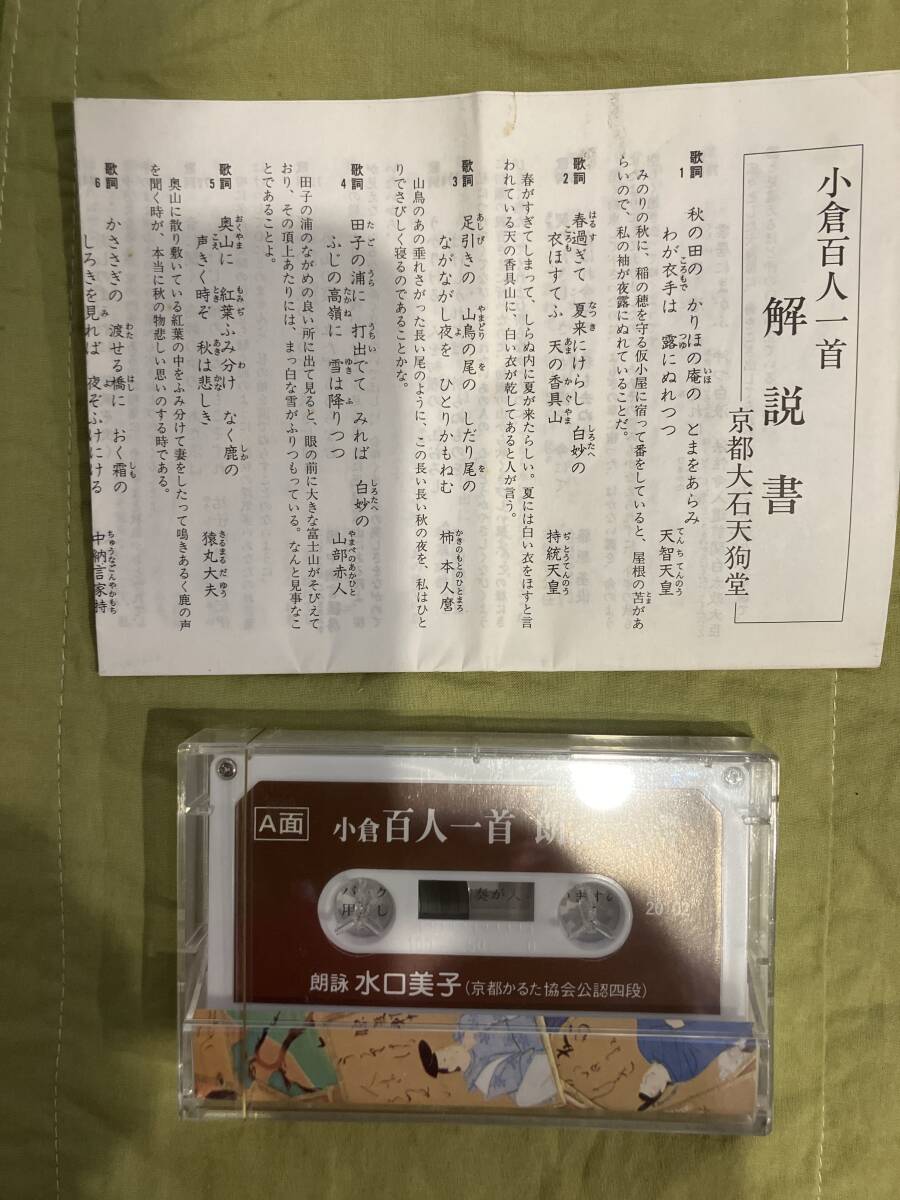 小倉百人一首
解説書
―京都大石天狗堂―
歌詞
1 秋の田の かりほの庵の とまをあらみ
わが衣手は 露にぬれつつ 天智天皇
みのりの秋に、稲の穂を守る仮小屋に宿って番をしていると、屋根の苫があ
らいので、私の袖が夜露にぬれていることだ。
歌詞
2 春過ぎて 夏来にけらし 白妙の
衣ほすてふ 天の香具山 持統天皇
春がすぎてしまって、しらぬ内に夏が来たらしい。夏には白い衣をほすと言
われている天の香具山に、白い衣が乾してあると人が言う。
歌詞
3 足引きの 山鳥の尾の しだり尾の
ながながし夜を ひとりかもねむ 柿本人麿
山鳥のあの垂れさがった長い尾のように、この長い長い秋の夜を、私はひと
りでさびしく寝るのであることかな。
歌詞
4 田子の浦に 打出でて みれば 白妙の
ふじの高嶺に 雪は降りつつ 山部赤人
田子の浦のながめの良い所に出て見ると、眼の前に大きな富士山がそびえて
おり、その頂上あたりには、まっ白な雪がふりつもっている。なんと見事なこ
とであることよ。
歌詞
5 奥山に 紅葉ふみ分け なく鹿の
声きく時ぞ 秋は悲しき 猿丸大夫
奥山に散り敷いている紅葉の中をふみ分けて妻をしたって鳴きあるく鹿の声
を聞く時が、本当に秋の物悲しい思いのする時である。
歌詞
6 かささぎの 渡せる橋に おく霜の
しろきを見れば 夜ぞふけにける 中納言家持
A面
小倉百人一首 朗
20102
100 50 0
朗詠 水口美子(京都かるた協会公認四段)